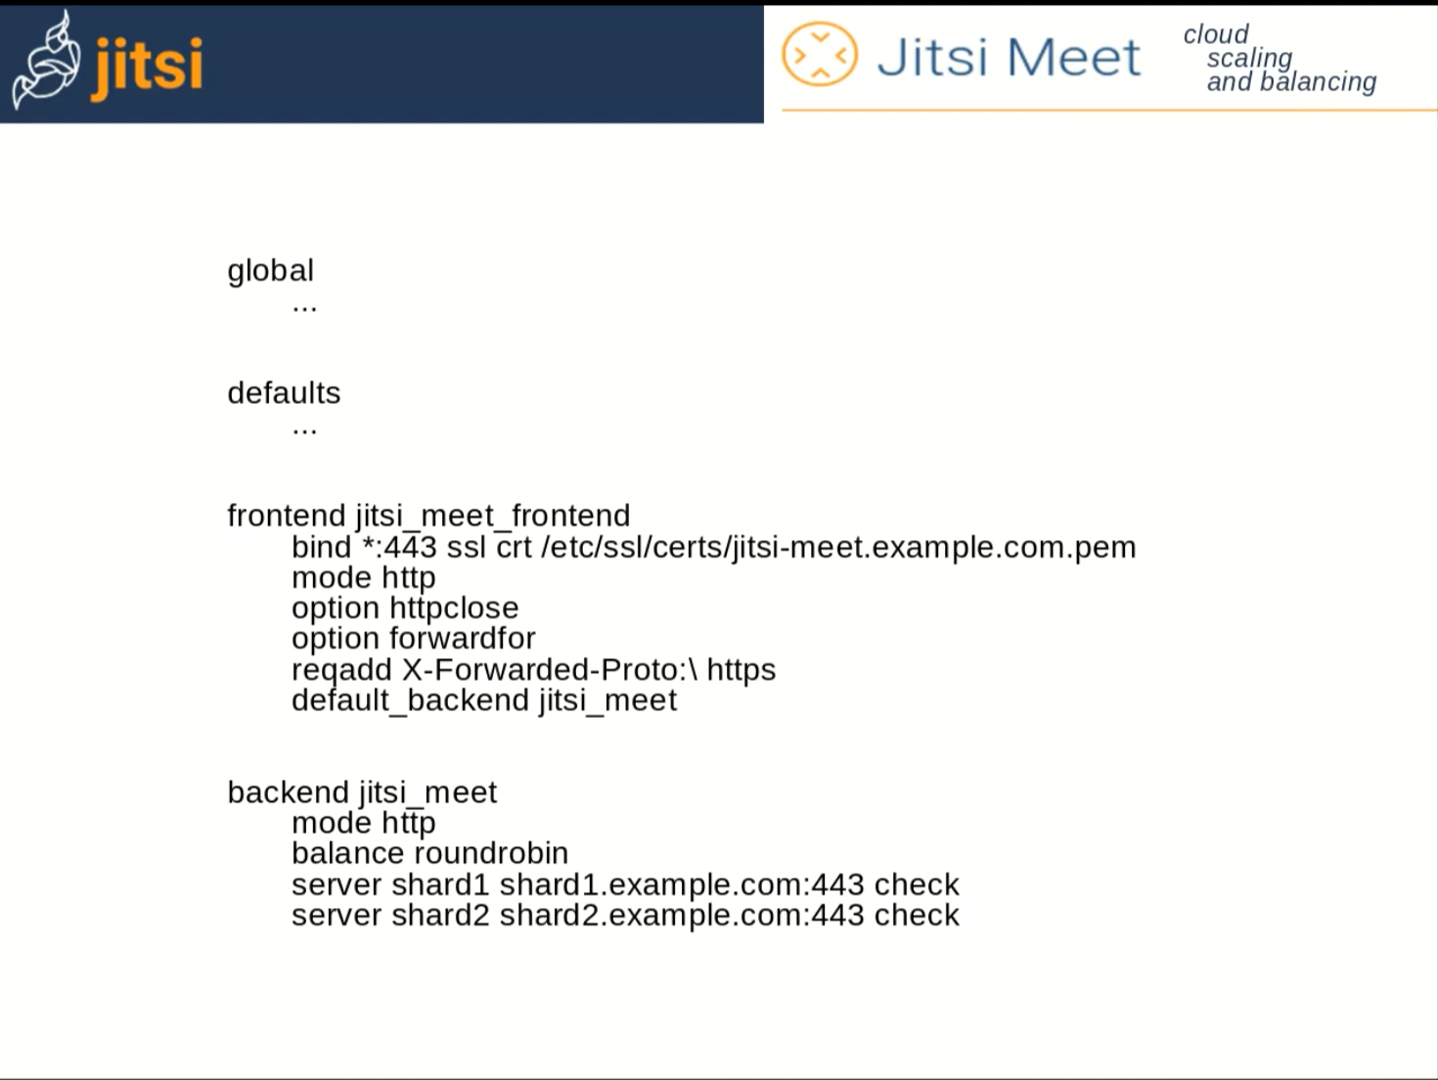 jitsi
Jitsi Meet
cloud
scaling
and balancing
global
...
defaults
...
frontend jitsi_meet_frontend
bind *:443 ssl crt /etc/ssl/certs/jitsi-meet.example.com.pem
mode http
option httpclose
option forwardfor
reqadd X-Forwarded-Proto:\ https
default_backend jitsi_meet
backend jitsi_meet
mode http
balance roundrobin
server shard1 shard1.example.com:443 check
server shard2 shard2.example.com:443 check